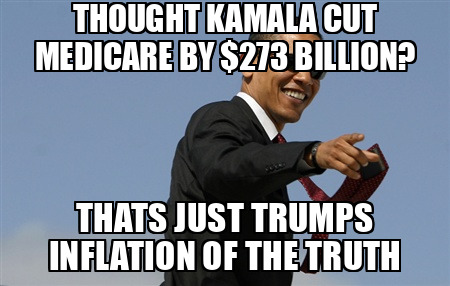 THOUGHT KAMALA CUT
MEDICARE BY $273 BILLION?
THATS JUST TRUMPS
INFLATION OF THE TRUTH